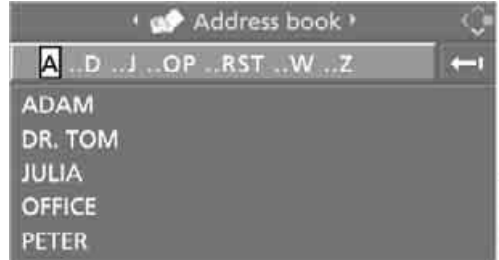 Address book
A ..D ..J ..OP ..RST ..W ..Z
ADAM
DR. TOM
JULIA
OFFICE
PETER